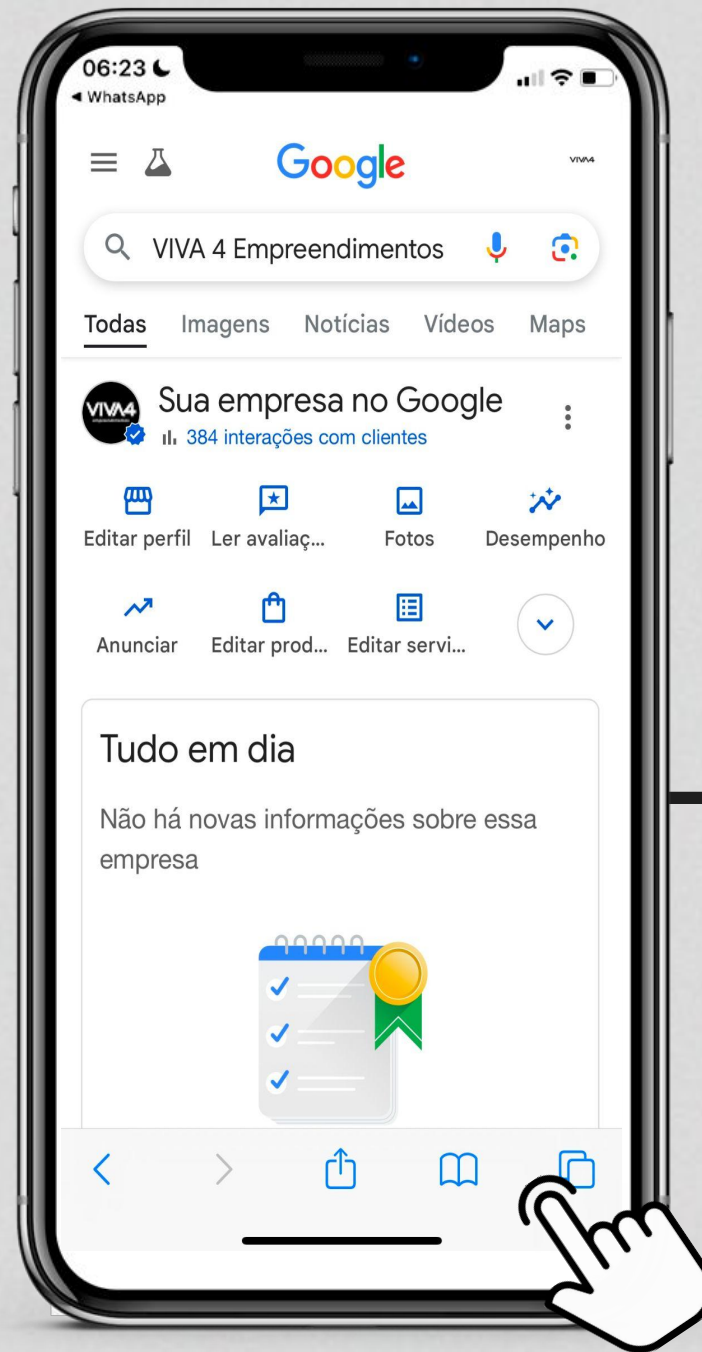 06:23
◀ WhatsApp
Google
VIVA4
VIVA 4 Empreendimentos
Todas Imagens Notícias Vídeos Maps
VIVA4
empreendimentos
Sua empresa no Google
384 interações com clientes
Editar perfil Ler avaliaç... Fotos Desempenho
Anunciar Editar prod... Editar servi...
Tudo em dia
Não há novas informações sobre essa
empresa